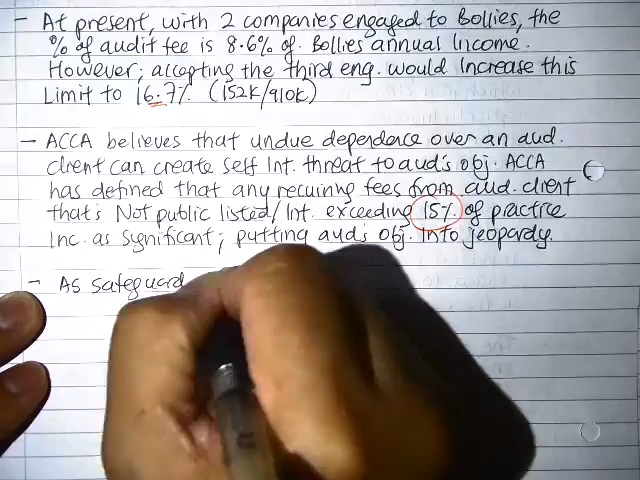 - At present, with 2 companies engaged to Bollies, the
% of audit fee is 8.6% of Bollies annual Income.
However, accepting the third eng. would Increase this
Limit to 16.7% (152K/910K)
- ACCA believes that undue dependence over an aud.
client can create Self Int. threat to aud's obj. ACCA
has defined that any recurring fees from aud. client
that's Not public listed/Int. exceeding 15% of practice
Inc. as significant; putting aud's obj. Into jeopardy.
- As safeguard